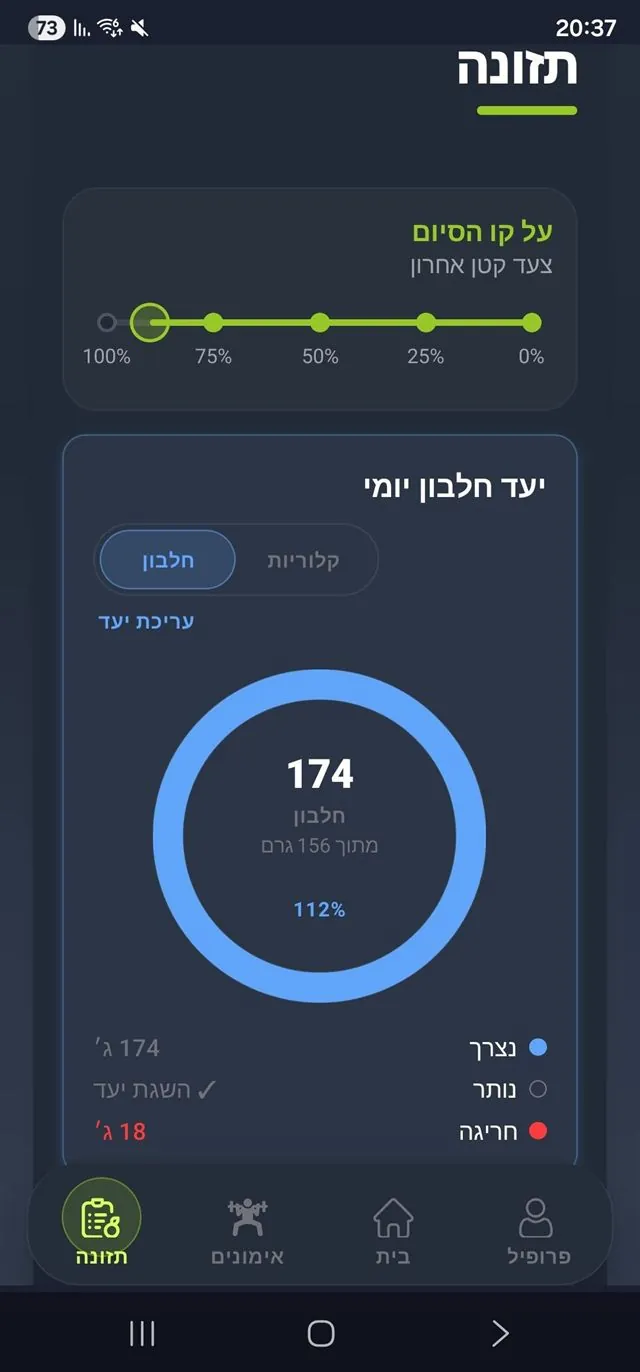 73
20:37
תזונה
על קו הסיום
צעד קטן אחרון
0% 25% 50% 75% 100%
יעד חלבון יומי
קלוריות חלבון
עריכת יעד
174
חלבון
מתוך 156 גרם
112%
נצרך 174 ג׳
נותר ✓ השגת יעד
חריגה 18 ג׳
פרופיל בית אימונים תזונה